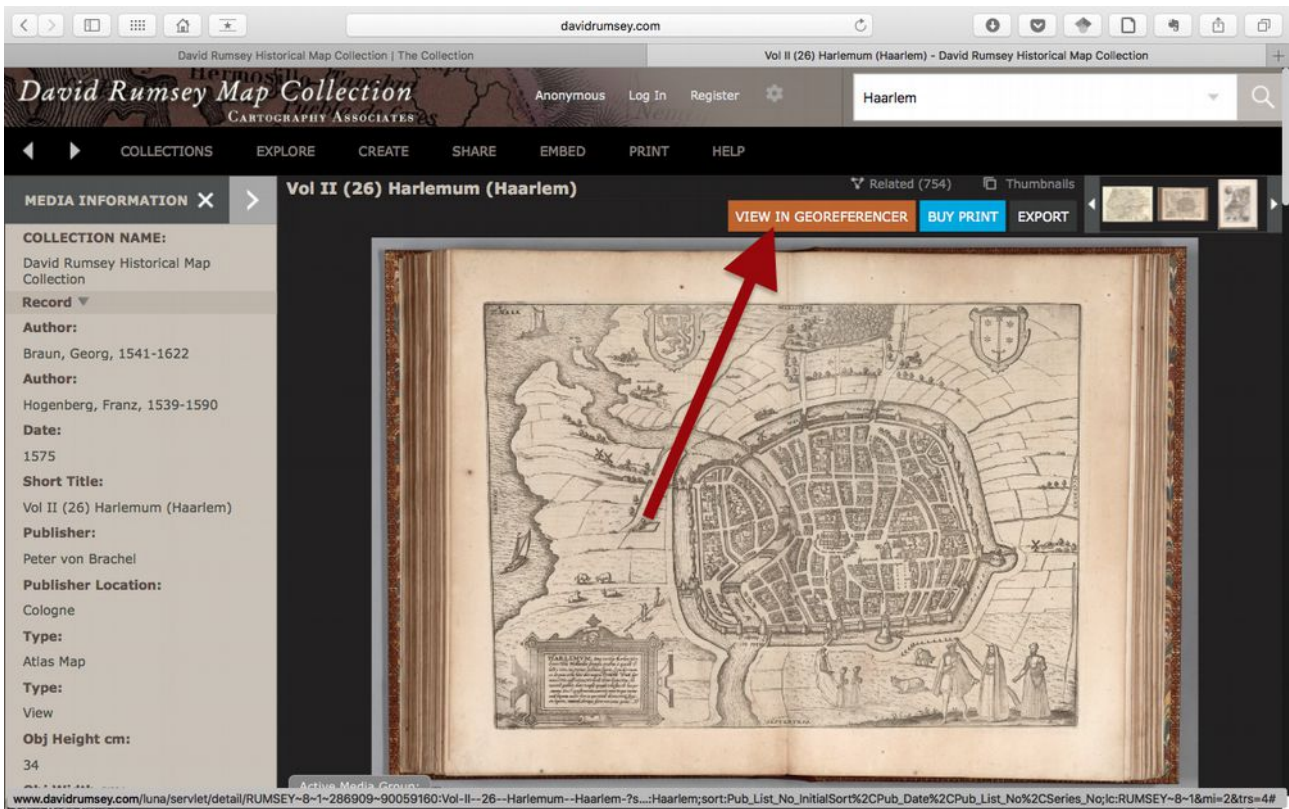 davidrumsey.com
David Rumsey Historical Map Collection | The Collection
Vol II (26) Harlemum (Haarlem) - David Rumsey Historical Map Collection
David Rumsey Map Collection
CARTOGRAPHY ASSOCIATES
Anonymous Log In Register
Haarlem
COLLECTIONS EXPLORE CREATE SHARE EMBED PRINT HELP
MEDIA INFORMATION
Vol II (26) Harlemum (Haarlem)
Related (754) Thumbnails
VIEW IN GEOREFERENCER BUY PRINT EXPORT
COLLECTION NAME:
David Rumsey Historical Map
Collection
Record
Author:
Braun, Georg, 1541-1622
Author:
Hogenberg, Franz, 1539-1590
Date:
1575
Short Title:
Vol II (26) Harlemum (Haarlem)
Publisher:
Peter von Brachel
Publisher Location:
Cologne
Type:
Atlas Map
Type:
View
Obj Height cm:
34
Active Media Group:
www.davidrumsey.com/luna/servlet/detail/RUMSEY~8~1~286909~90059160:Vol-II--26--Harlemum--Haarlem-?s...:Haarlem;sort:Pub_List_No_InitialSort%2CPub_Date%2CPub_List_No%2CSeries_No;lc:RUMSEY~8~1&mi=2&trs=4#